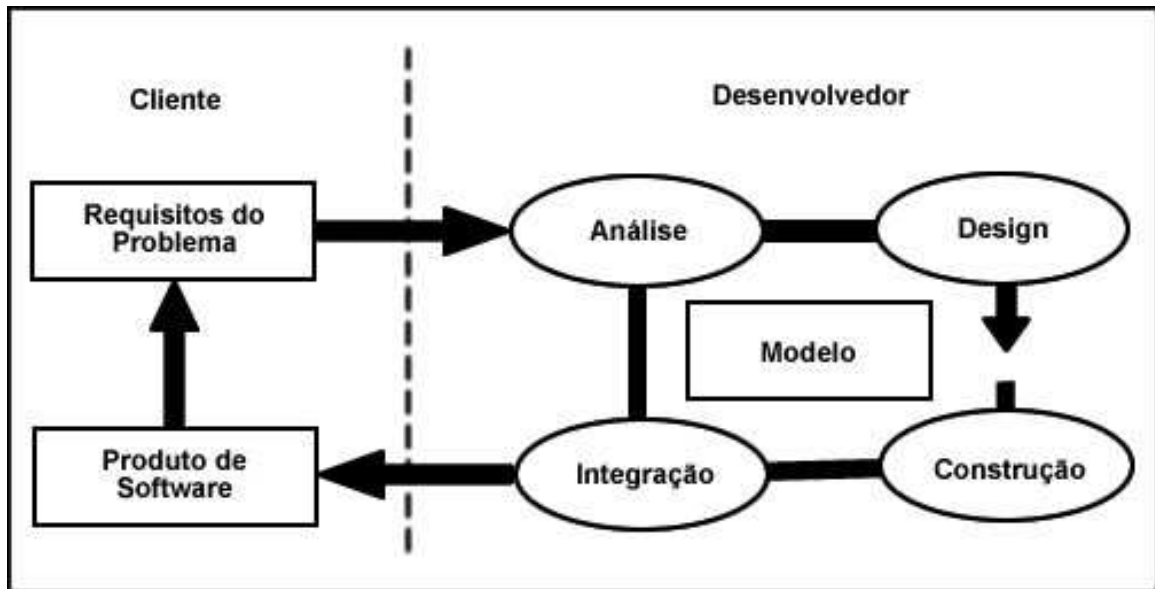 Cliente
Desenvolvedor
Requisitos do
Problema
Análise
Design
Modelo
Produto de
Software
Integração
Construção